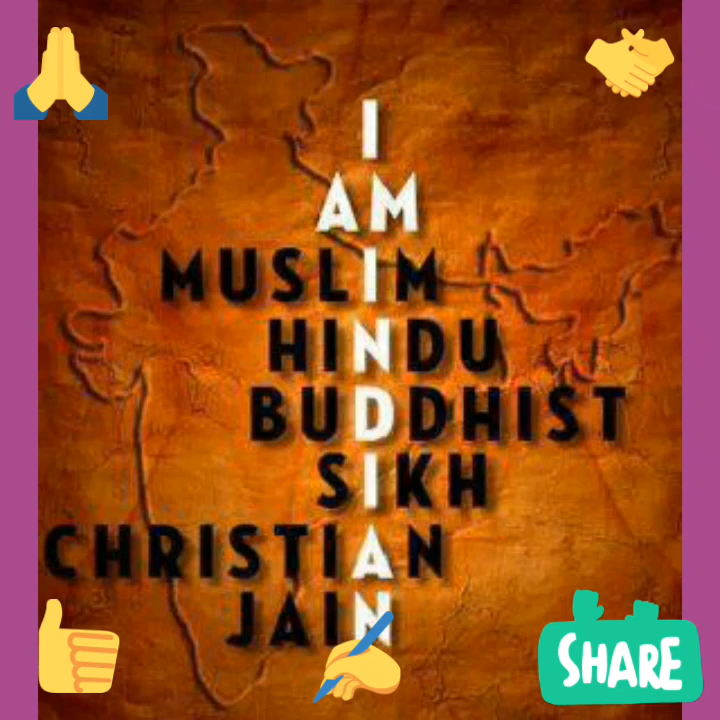 I
AM
MUSLIM
HINDU
BUDDHIST
SIKH
CHRISTIAN
JAIN
SHARE